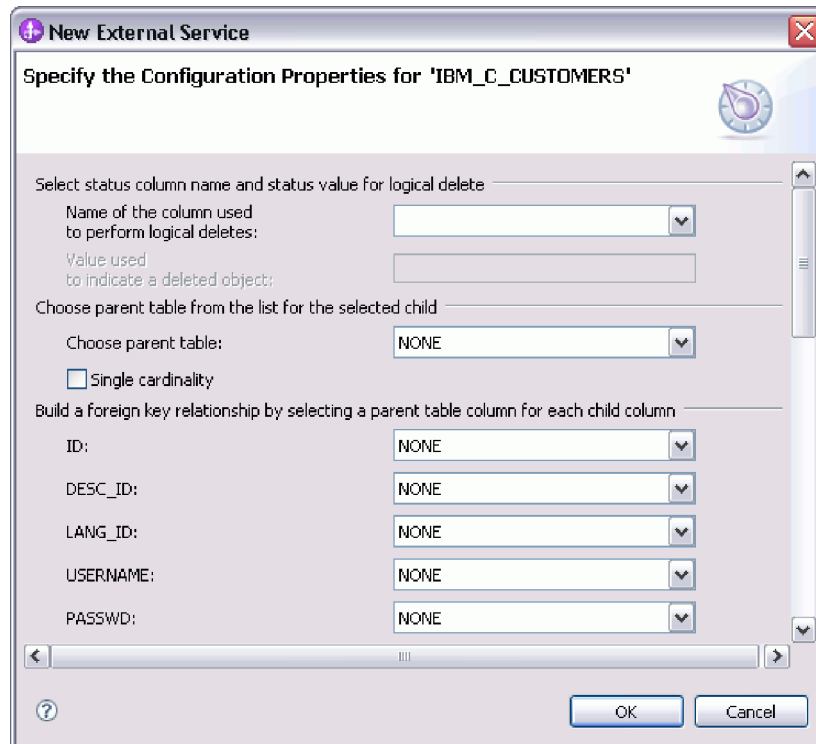 New External Service
Specify the Configuration Properties for 'IBM_C_CUSTOMERS'
Select status column name and status value for logical delete
Name of the column used
to perform logical deletes:
Value used
to indicate a deleted object:
Choose parent table from the list for the selected child
Choose parent table: NONE
Single cardinality
Build a foreign key relationship by selecting a parent table column for each child column
ID: NONE
DESC_ID: NONE
LANG_ID: NONE
USERNAME: NONE
PASSWD: NONE
? OK Cancel